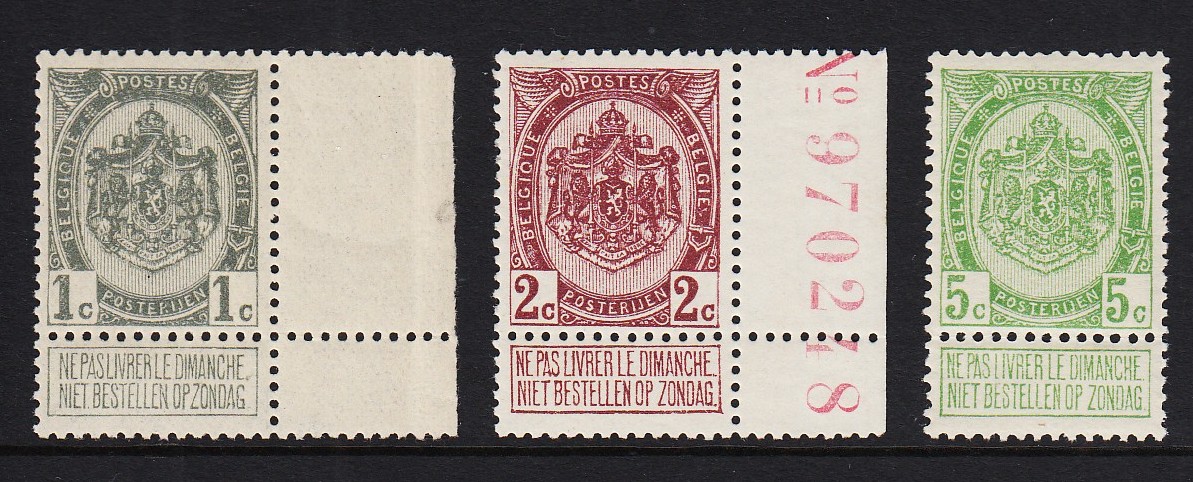 POSTES
BELGIQUE
BELGIE
1c 1c
POSTERIJEN
NE PAS LIVRER LE DIMANCHE.
NIET BESTELLEN OP ZONDAG.
POSTES
BELGIQUE
BELGIE
2c 2c
POSTERIJEN
NE PAS LIVRER LE DIMANCHE.
NIET BESTELLEN OP ZONDAG.
Nº 970248
POSTES
BELGIQUE
BELGIE
5c 5c
POSTERIJEN
NE PAS LIVRER LE DIMANCHE.
NIET BESTELLEN OP ZONDAG.